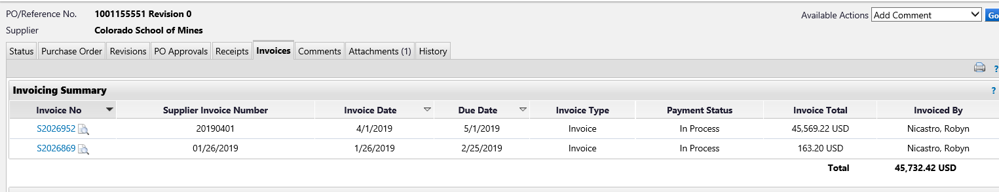 PO/Reference No. 1001155551 Revision 0
Available Actions Add Comment Go
Supplier Colorado School of Mines
Status Purchase Order Revisions PO Approvals Receipts Invoices Comments Attachments (1) History
?
Invoicing Summary ?
Invoice No Supplier Invoice Number Invoice Date Due Date Invoice Type Payment Status Invoice Total Invoiced By
S2026952 20190401 4/1/2019 5/1/2019 Invoice In Process 45,569.22 USD Nicastro, Robyn
S2026869 01/26/2019 1/26/2019 2/25/2019 Invoice In Process 163.20 USD Nicastro, Robyn
Total 45,732.42 USD